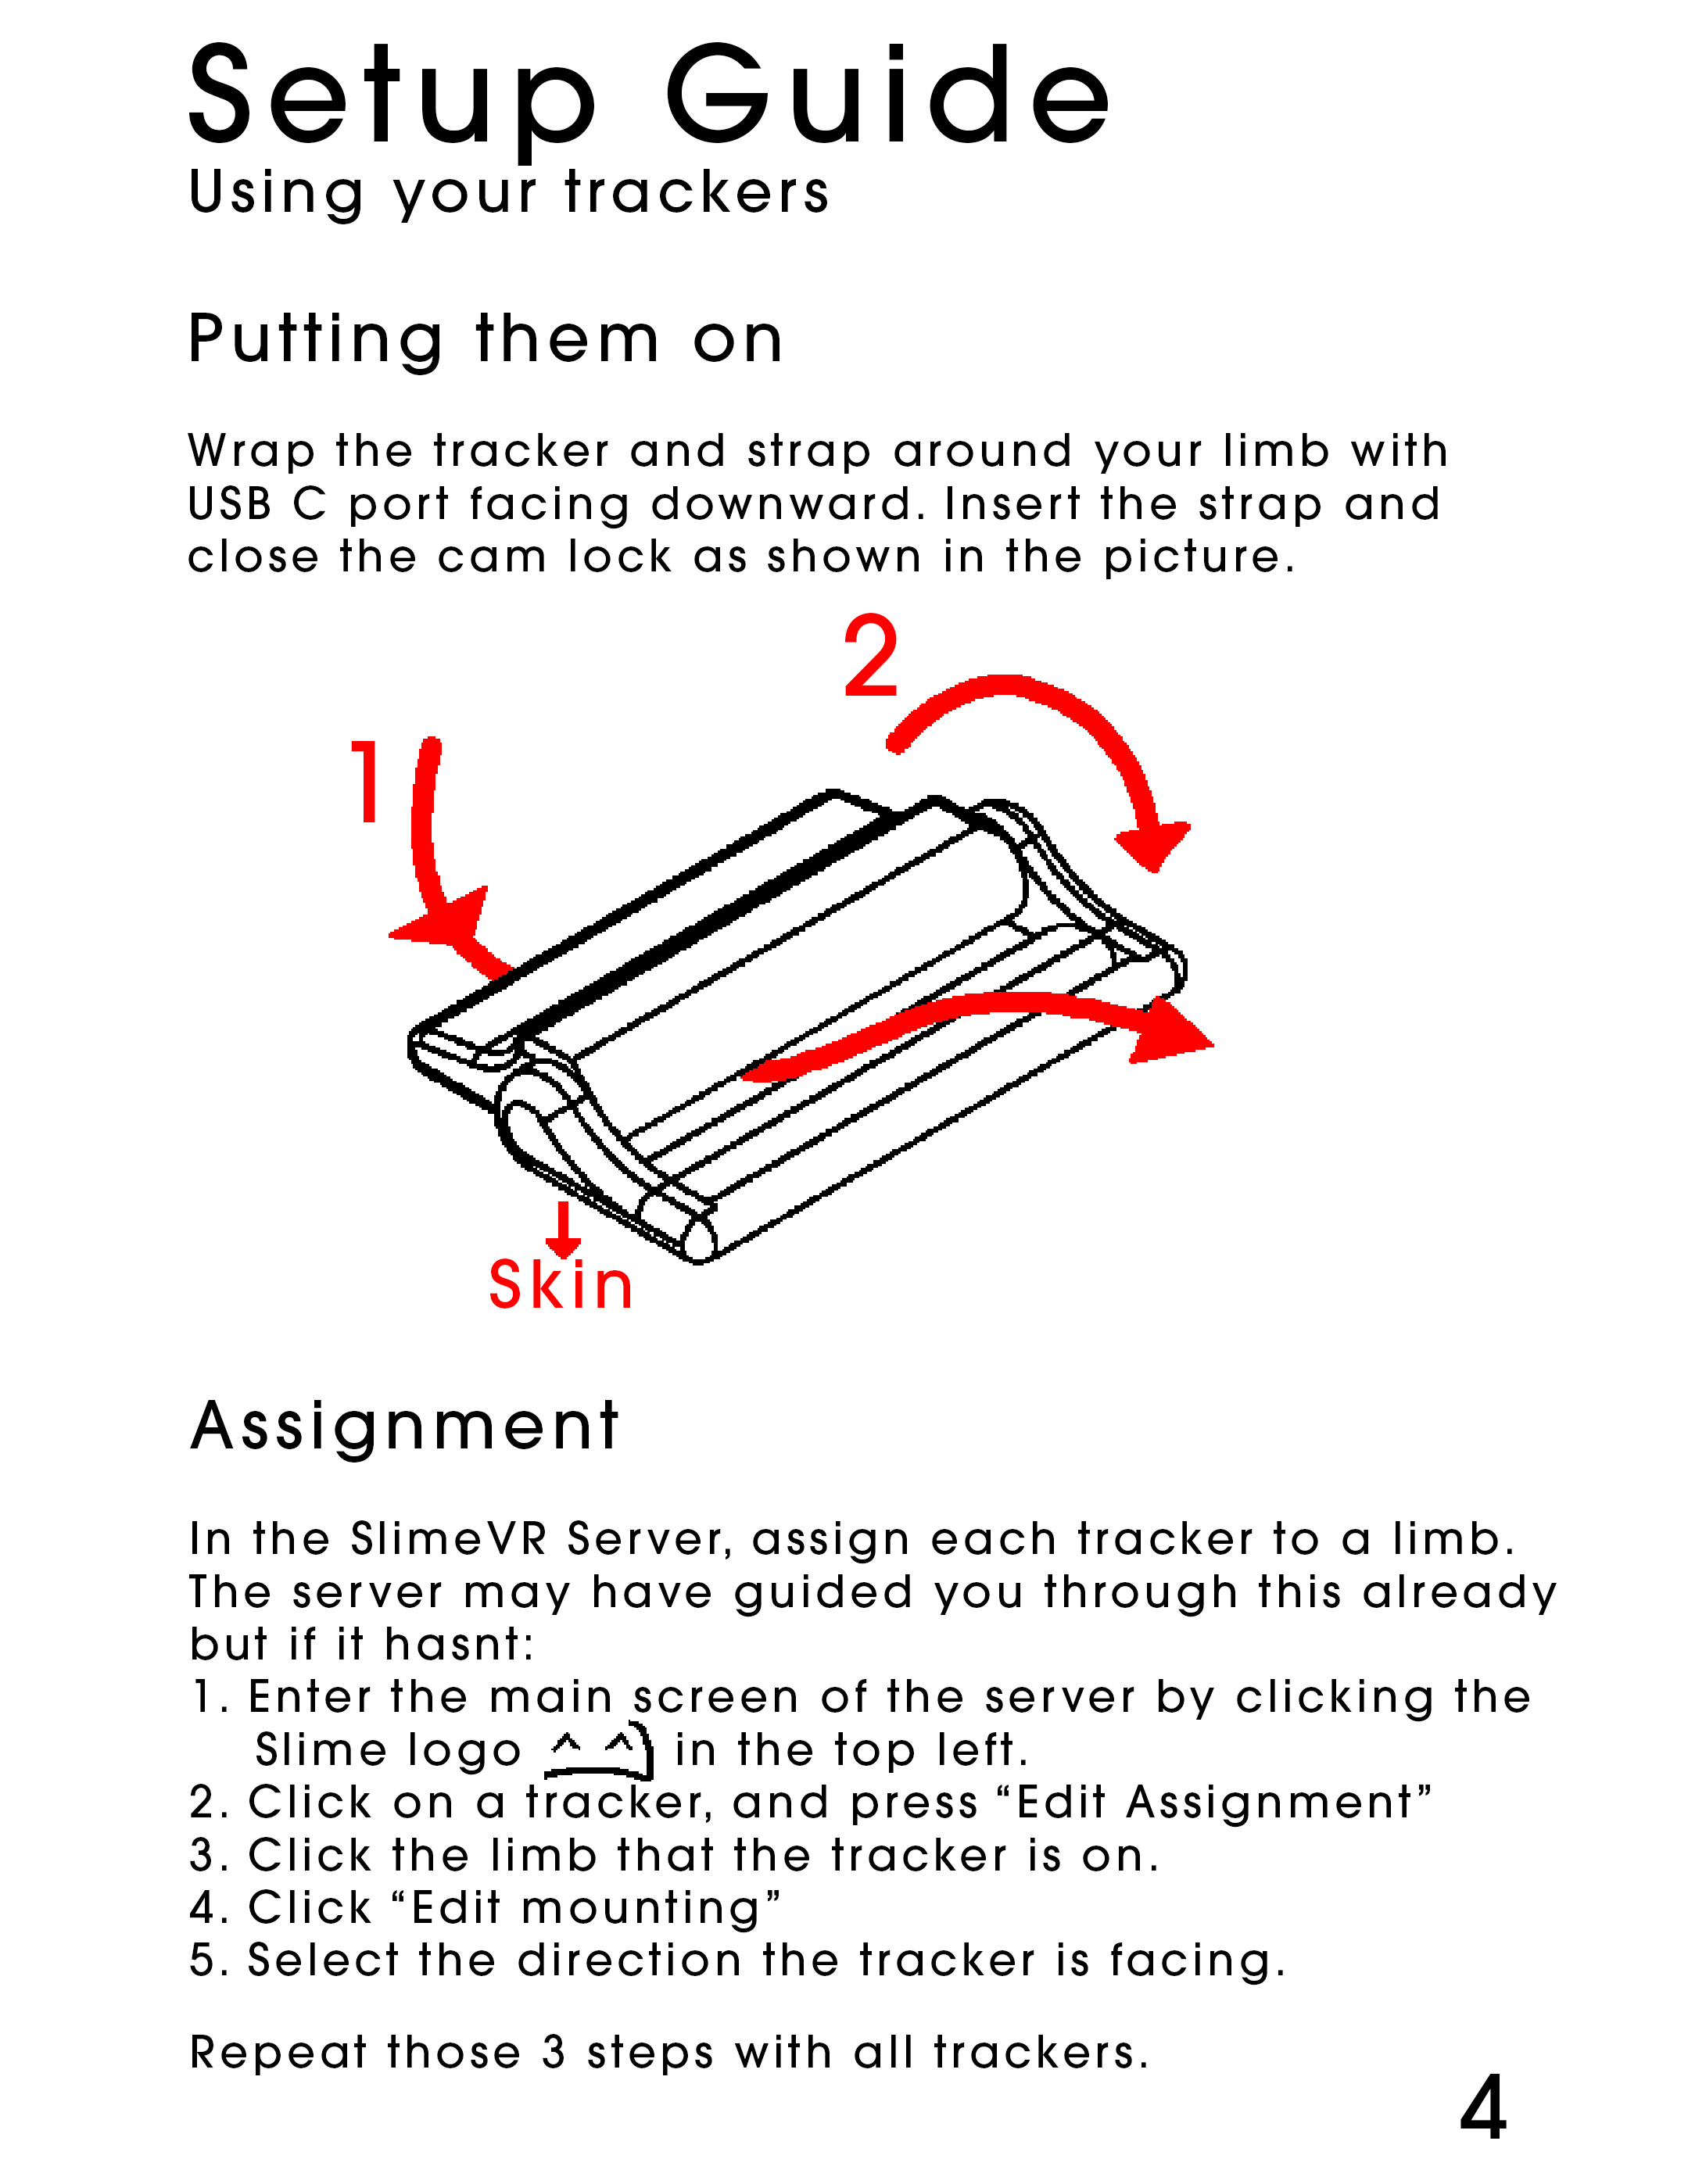 Setup Guide
Using your trackers
Putting them on
Wrap the tracker and strap around your limb with
USB C port facing downward. Insert the strap and
close the cam lock as shown in the picture.
2
1
Skin
Assignment
In the SlimeVR Server, assign each tracker to a limb.
The server may have guided you through this already
but if it hasnt:
1. Enter the main screen of the server by clicking the
Slime logo in the top left.
2. Click on a tracker, and press “Edit Assignment”
3. Click the limb that the tracker is on.
4. Click “Edit mounting”
5. Select the direction the tracker is facing.
Repeat those 3 steps with all trackers.
4